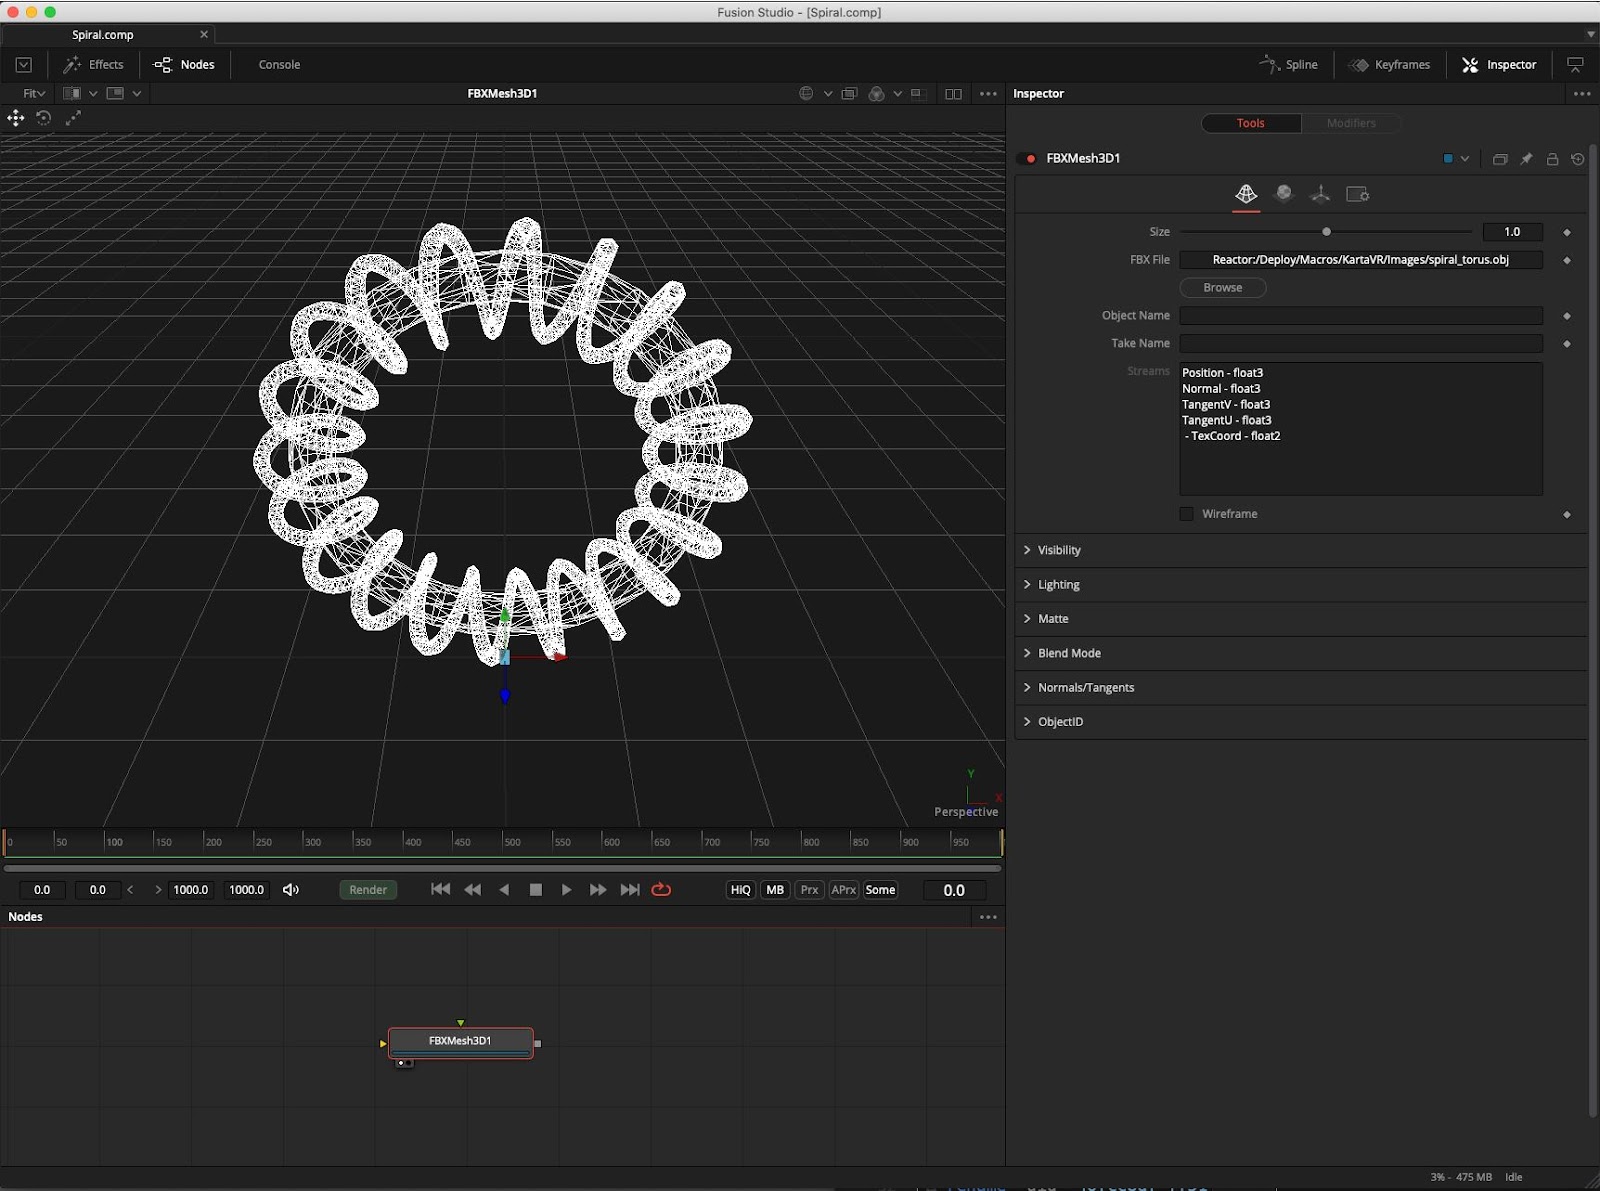 Fusion Studio - [Spiral.comp]
Spiral.comp
Effects Nodes Console Spline Keyframes Inspector
Fit FBXMesh3D1 Inspector
Tools Modifiers
FBXMesh3D1
Size 1.0
FBX File Reactor:/Deploy/Macros/KartaVR/Images/spiral_torus.obj
Browse
Object Name
Take Name
Streams
Position - float3
Normal - float3
TangentV - float3
TangentU - float3
- TexCoord - float2
Wireframe
Visibility
Lighting
Matte
Blend Mode
Normals/Tangents
ObjectID
Y
X
Perspective
0 50 100 150 200 250 300 350 400 450 500 550 600 650 700 750 800 850 900 950
0.0 0.0 1000.0 1000.0 Render HiQ MB Prx APrx Some 0.0
Nodes
FBXMesh3D1
3% - 475 MB Idle